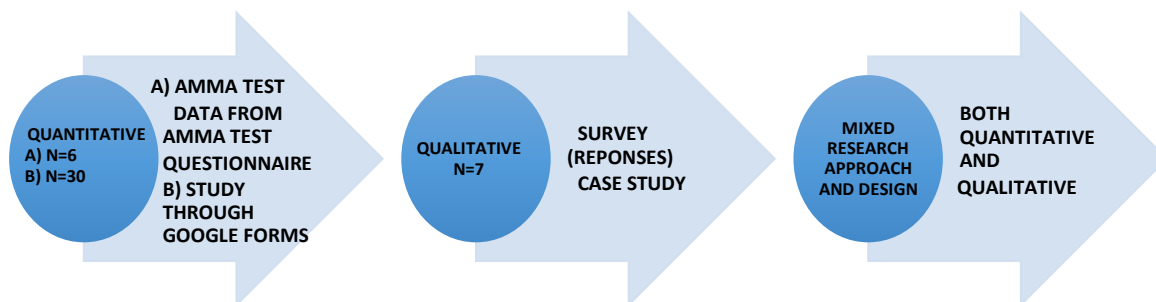 QUANTITATIVE
A) N=6
B) N=30
A) AMMA TEST
DATA FROM
AMMA TEST
QUESTIONNAIRE
B) STUDY
THROUGH
GOOGLE FORMS
QUALITATIVE
N=7
SURVEY
(REPONSES)
CASE STUDY
MIXED
RESEARCH
APPROACH
AND DESIGN
BOTH
QUANTITATIVE
AND
QUALITATIVE